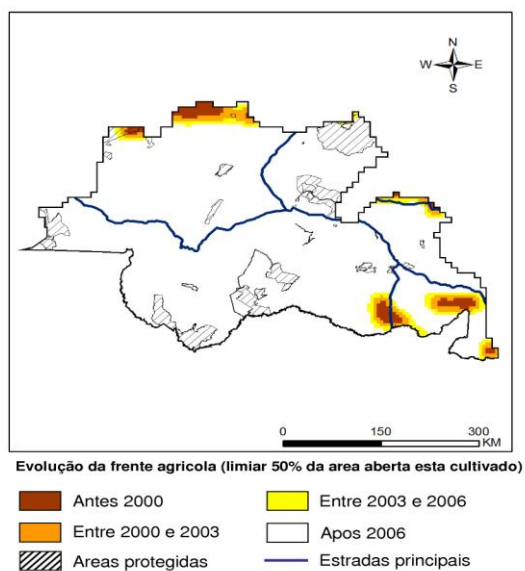 N
W E
S
0 150 300
KM
Evolução da frente agricola (limiar 50% da area aberta esta cultivado)
Antes 2000
Entre 2003 e 2006
Entre 2000 e 2003
Apos 2006
Areas protegidas
Estradas principais